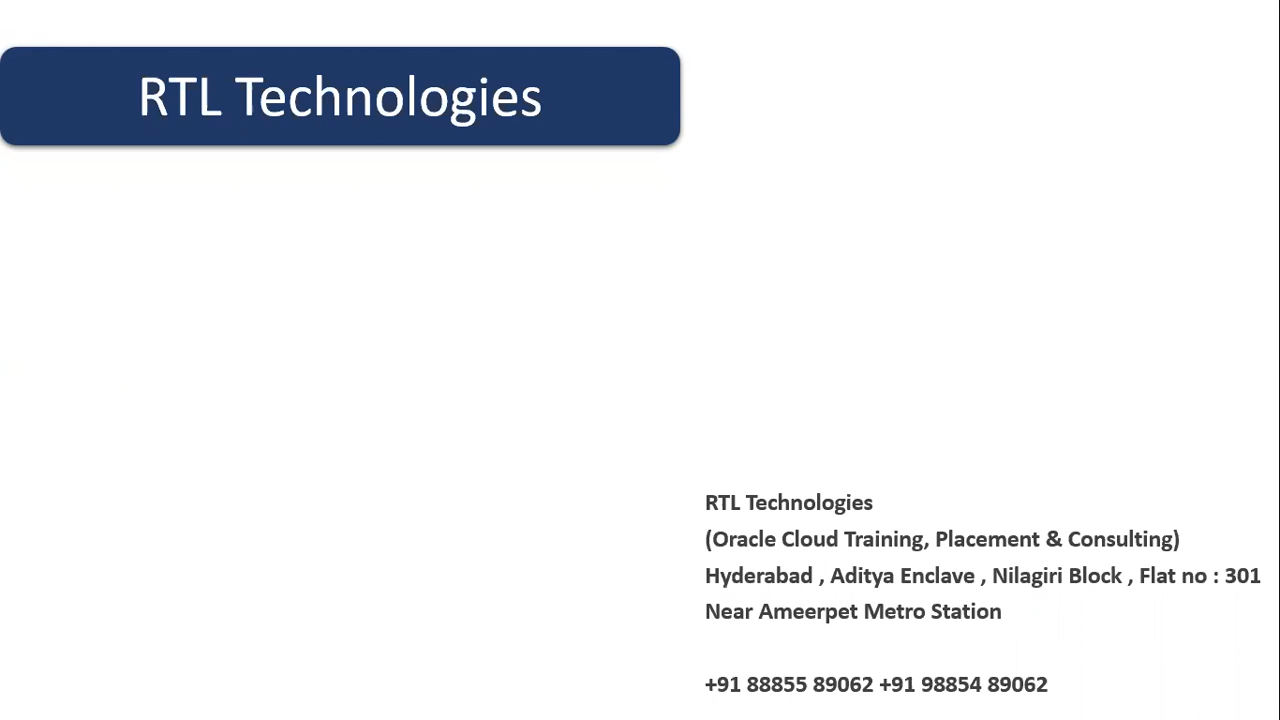 RTL Technologies
RTL Technologies
(Oracle Cloud Training, Placement & Consulting)
Hyderabad , Aditya Enclave , Nilagiri Block , Flat no : 301
Near Ameerpet Metro Station
+91 88855 89062 +91 98854 89062